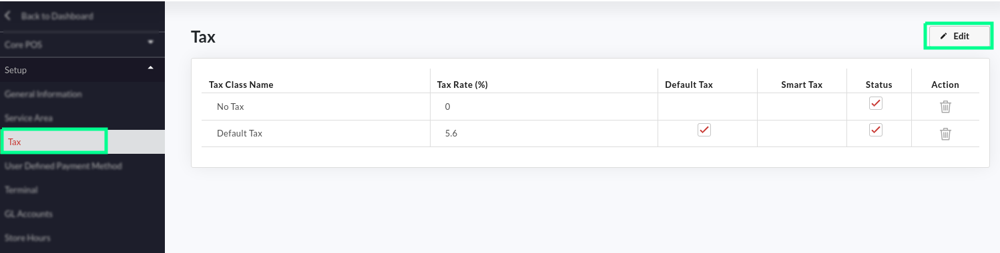 Back to Dashboard
Core POS
Setup
General Information
Service Area
Tax
User Defined Payment Method
Terminal
GL Accounts
Store Hours
Tax
Edit
Tax Class Name Tax Rate (%) Default Tax Smart Tax Status Action
No Tax 0
Default Tax 5.6